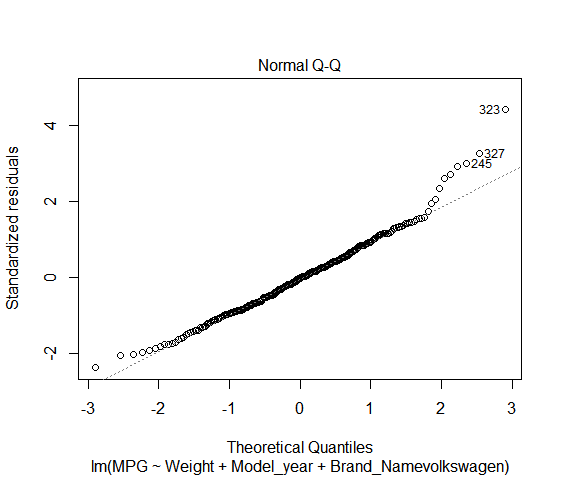 Normal Q-Q
Standardized residuals
4
2
0
-2
323
327
245
-3 -2 -1 0 1 2 3
Theoretical Quantiles
lm(MPG ~ Weight + Model_year + Brand_Namevolkswagen)